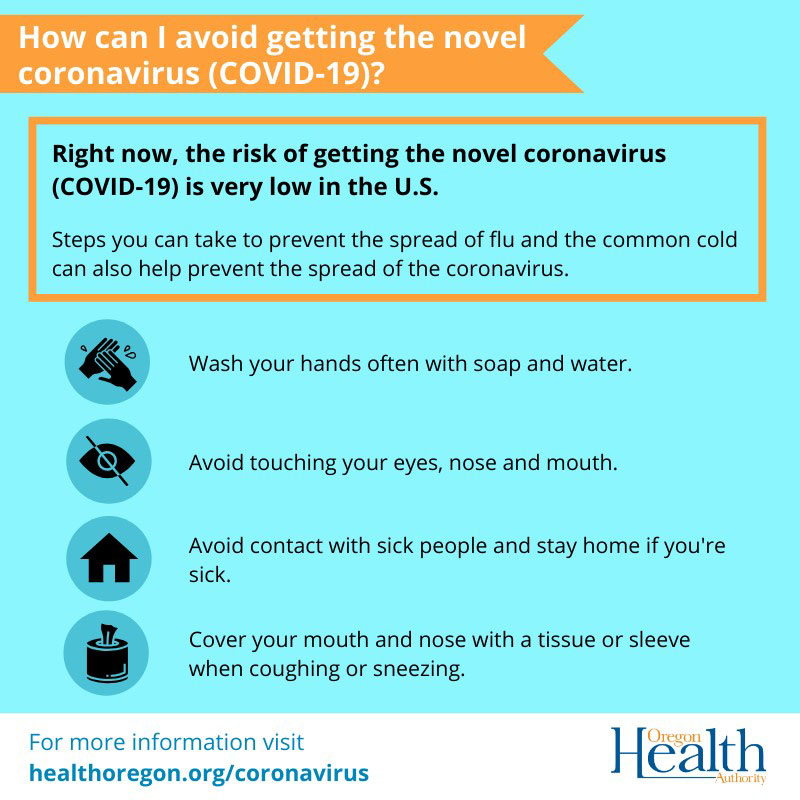 How can I avoid getting the novel
coronavirus (COVID-19)?
Right now, the risk of getting the novel coronavirus
(COVID-19) is very low in the U.S.
Steps you can take to prevent the spread of flu and the common cold
can also help prevent the spread of the coronavirus.
Wash your hands often with soap and water.
Avoid touching your eyes, nose and mouth.
Avoid contact with sick people and stay home if you're
sick.
Cover your mouth and nose with a tissue or sleeve
when coughing or sneezing.
For more information visit
healthoregon.org/coronavirus
Oregon
Health
Authority